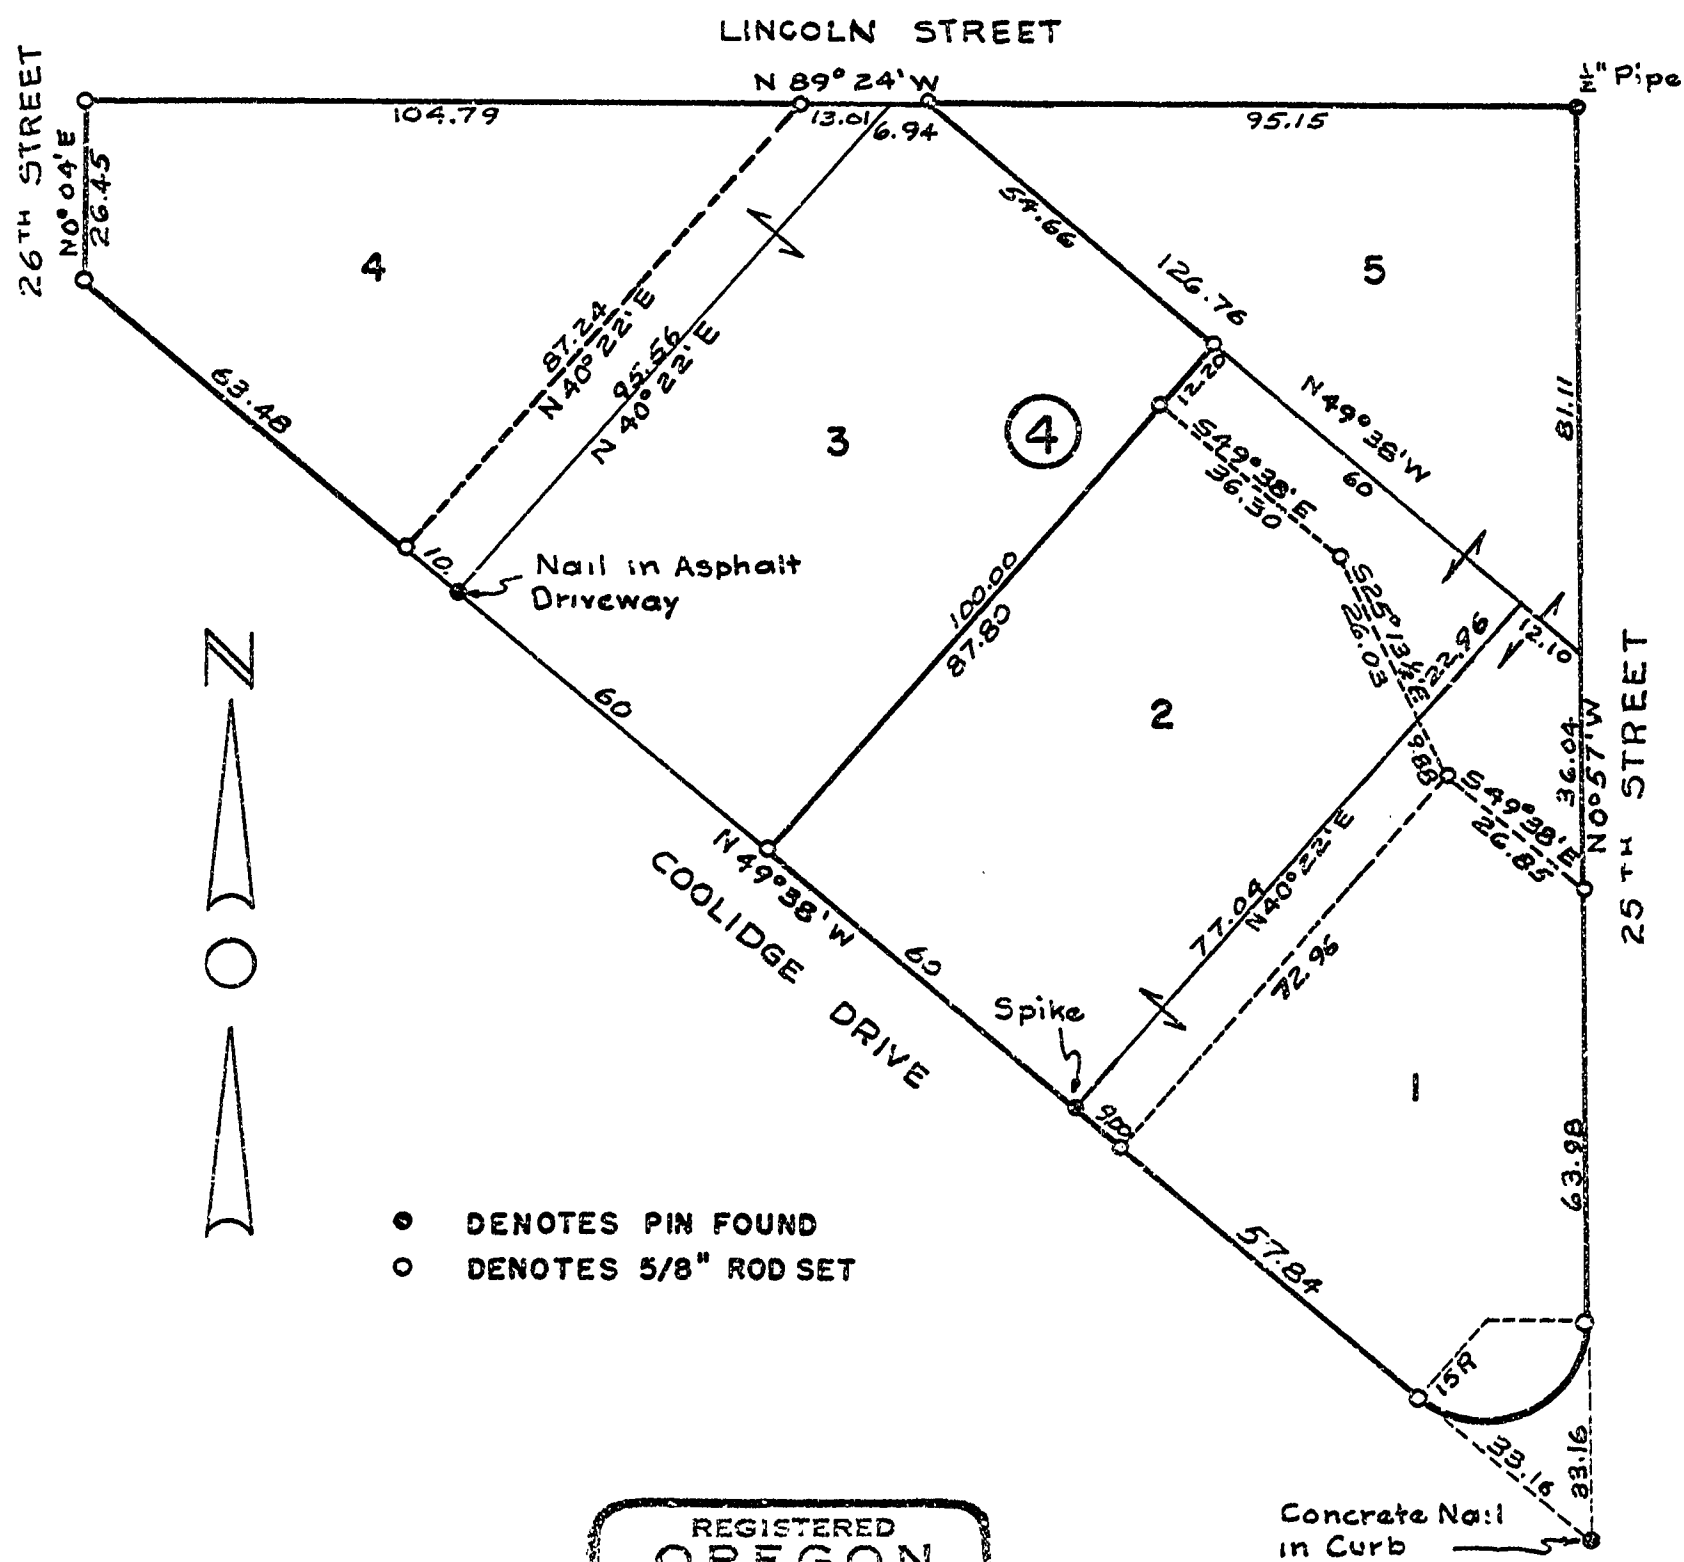 LINCOLN STREET
N 89° 24' W
½" Pipe
104.79
13.01
6.94
95.15
26TH STREET
N0° 04' E
26.45
4
63.48
87.24
N 40° 22' E
95.56
N 40° 22' E
3
4
54.66
126.76
5
12.20
N 49° 38' W
60
81.11
S 49° 38' E
36.30
10.
Nail in Asphalt
Driveway
100.00
87.80
S 25° 13½' E
26.03
22.96
12.10
N
60
2
9.88
S 49° 38' E
26.85
36.04
N0° 57' W
25TH STREET
N 49° 38' W
COOLIDGE DRIVE
60
77.04
N 40° 22' E
72.96
Spike
9.00
1
63.98
57.84
DENOTES PIN FOUND
DENOTES 5/8" ROD SET
15R
33.16
33.16
Concrete Nail
in Curb
REGISTERED
OREGON